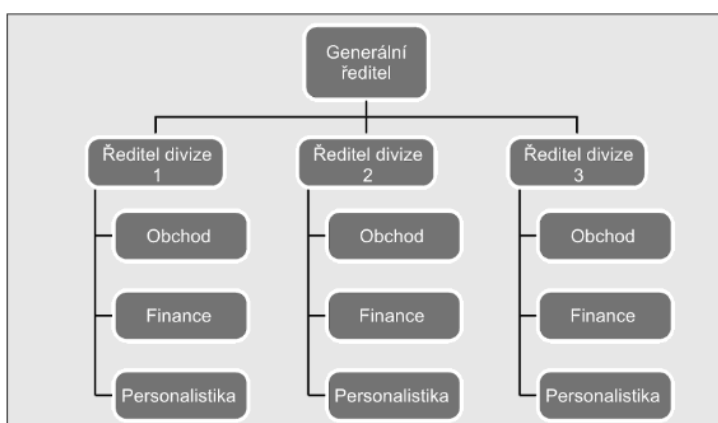 Generální
ředitel
Ředitel divize
1
Ředitel divize
2
Ředitel divize
3
Obchod
Obchod
Obchod
Finance
Finance
Finance
Personalistika
Personalistika
Personalistika